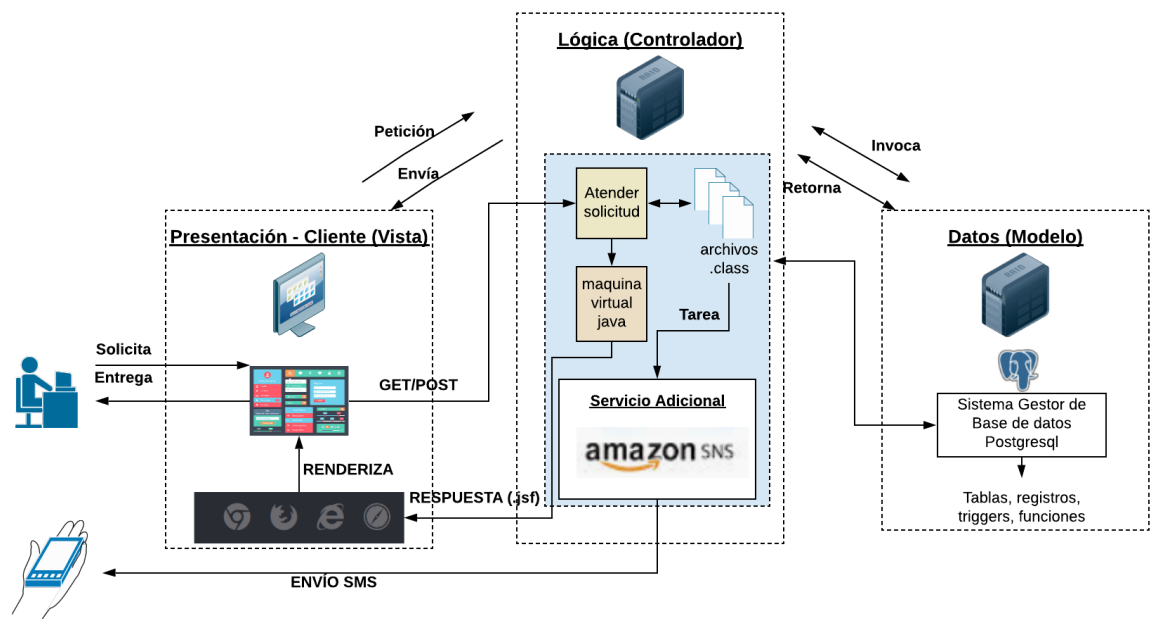 Lógica (Controlador)
Petición
Envía
Invoca
Retorna
Atender
solicitud
archivos
.class
maquina
virtual
java
Tarea
Servicio Adicional
amazon SNS
Presentación - Cliente (Vista)
Solicita
Entrega
GET/POST
RENDERIZA
RESPUESTA (.jsf)
ENVÍO SMS
Datos (Modelo)
Sistema Gestor de
Base de datos
Postgresql
Tablas, registros,
triggers, funciones